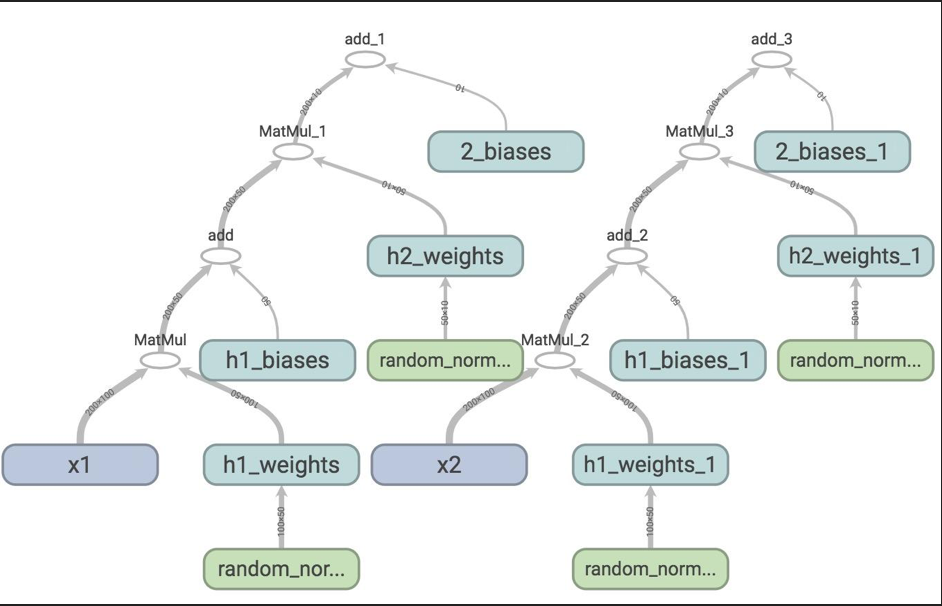 add_1
add_3
200×10
10
200×10
10
MatMul_1
2_biases
MatMul_3
2_biases_1
200×50
50×10
200×50
50×10
add
h2_weights
add_2
h2_weights_1
200×50
50
50×10
200×50
50
50×10
MatMul
h1_biases
random_norm...
MatMul_2
h1_biases_1
random_norm...
200×100
100×50
200×100
100×50
x1
h1_weights
x2
h1_weights_1
100×50
100×50
random_nor...
random_norm...